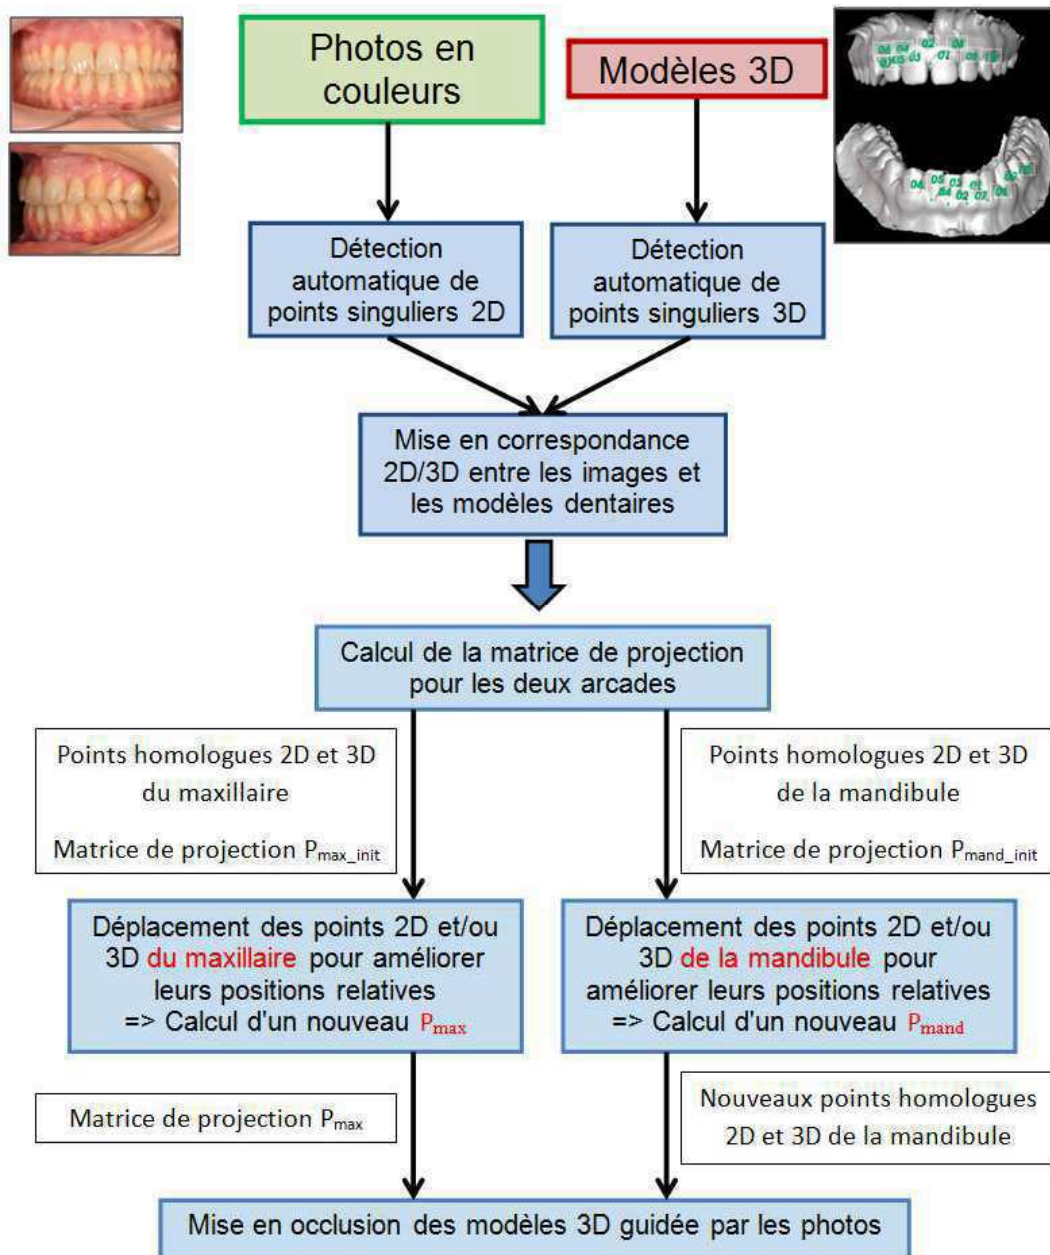 Photos en
couleurs
Modèles 3D
Détection
automatique de
points singuliers 2D
Détection
automatique de
points singuliers 3D
Mise en correspondance
2D/3D entre les images et
les modèles dentaires
Calcul de la matrice de projection
pour les deux arcades
Points homologues 2D et 3D
du maxillaire
Matrice de projection Pmax_init
Points homologues 2D et 3D
de la mandibule
Matrice de projection Pmand_init
Déplacement des points 2D et/ou
3D du maxillaire pour améliorer
leurs positions relatives
=> Calcul d'un nouveau Pmax
Déplacement des points 2D et/ou
3D de la mandibule pour
améliorer leurs positions relatives
=> Calcul d'un nouveau Pmand
Matrice de projection Pmax
Nouveaux points homologues
2D et 3D de la mandibule
Mise en occlusion des modèles 3D guidée par les photos